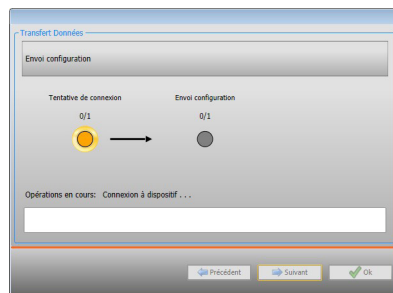 Transfert Données
Envoi configuration
Tentative de connexion Envoi configuration
0/1 0/1
Opérations en cours: Connexion à dispositif . . .
Précédent Suivant Ok